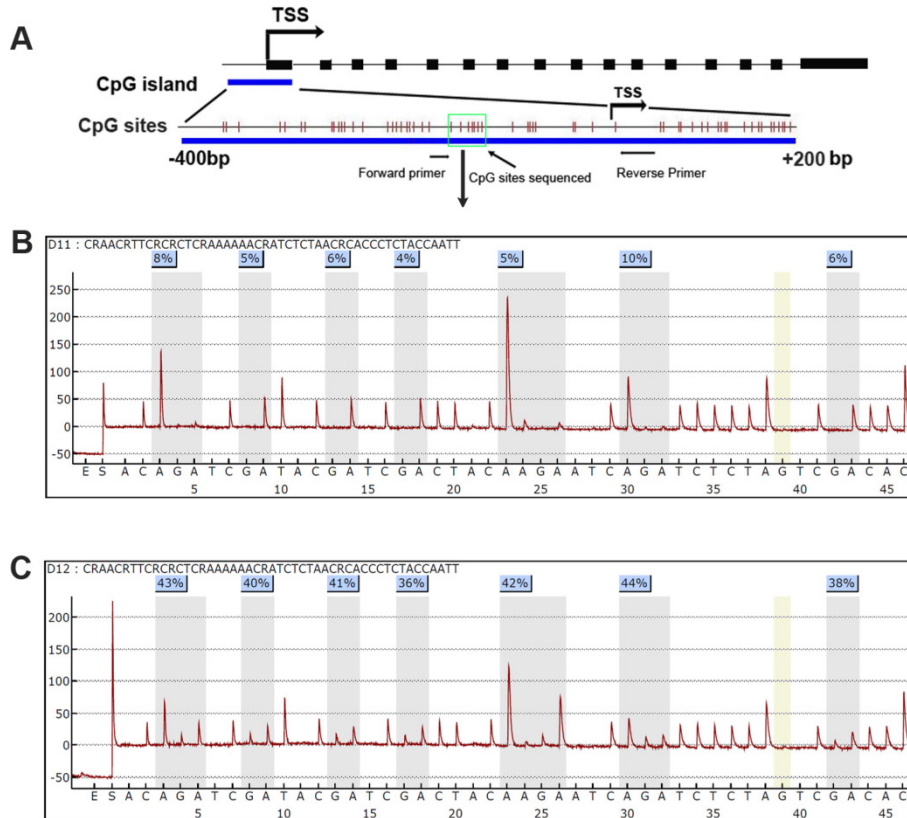 A
TSS
CpG island
CpG sites
TSS
-400bp
+200 bp
Forward primer
CpG sites sequenced
Reverse Primer
B
D11 : CRAACRTTCRCRCTCRAAAAAACRATCTCTAACRCACCCTCTACCAATT
8% 5% 6% 4% 5% 10% 6%
250
200
150
100
50
0
-50
E S A C A G A T C G A T A C G A T C G A C T A C A A G A A T C A G A T C T C T A G T C G A C A C
5 10 15 20 25 30 35 40 45
C
D12 : CRAACRTTCRCRCTCRAAAAAACRATCTCTAACRCACCCTCTACCAATT
43% 40% 41% 36% 42% 44% 38%
200
150
100
50
0
-50
E S A C A G A T C G A T A C G A T C G A C T A C A A G A A T C A G A T C T C T A G T C G A C A C
5 10 15 20 25 30 35 40 45